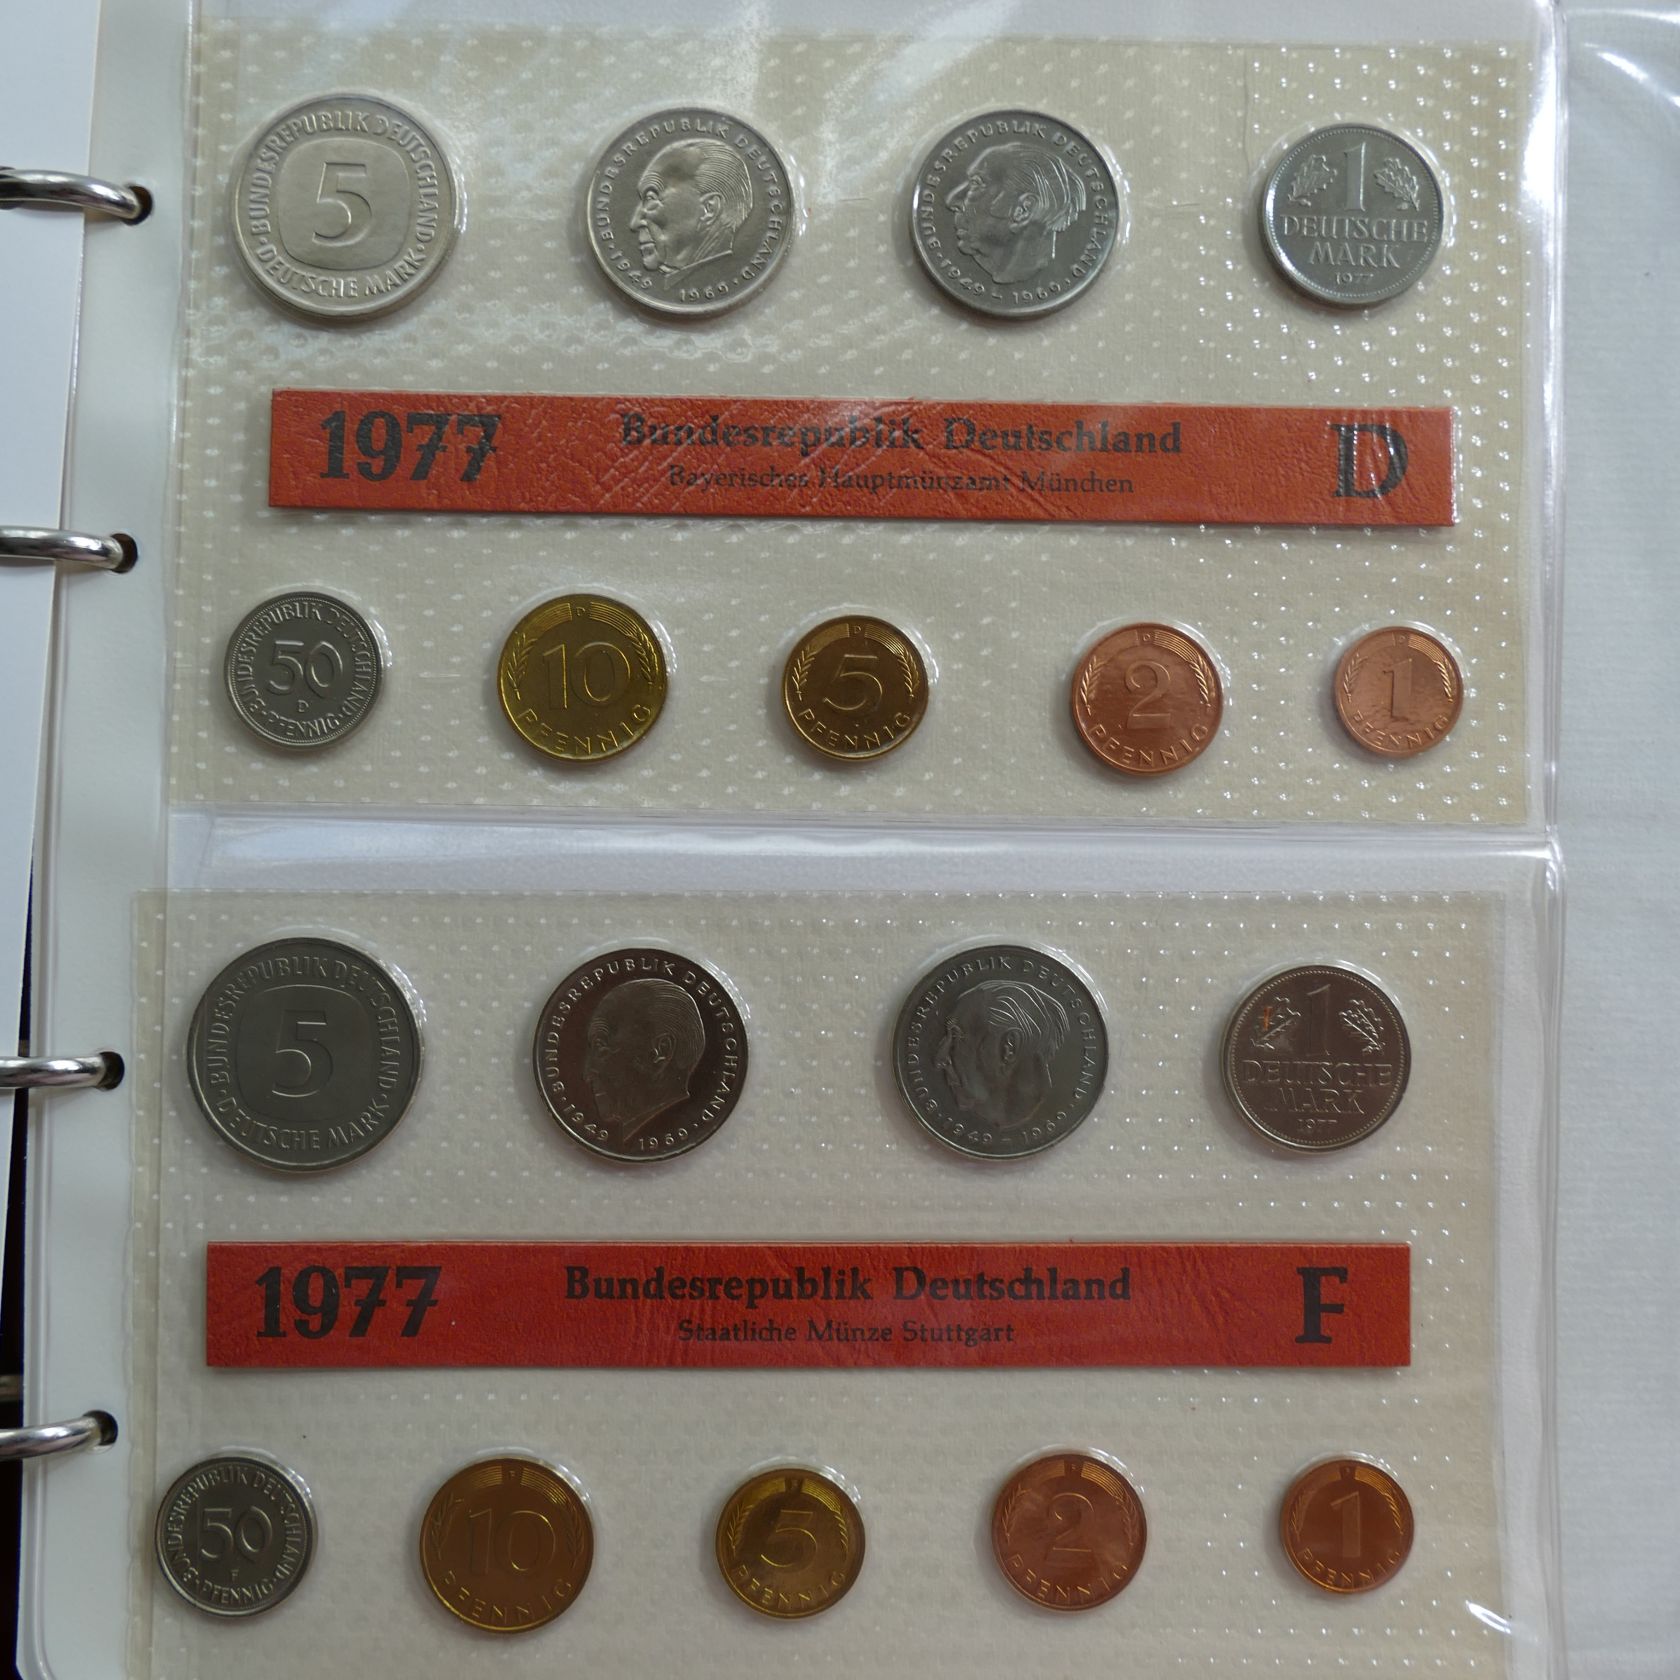 BUNDESREPUBLIK DEUTSCHLAND
5
DEUTSCHE MARK
BUNDESREPUBLIK DEUTSCHLAND
1949 1969
BUNDESREPUBLIK DEUTSCHLAND
1949 – 1969
1
DEUTSCHE
MARK
1977
1977 Bundesrepublik Deutschland D
Bayerisches Hauptmünzamt München
BUNDESREPUBLIK DEUTSCHLAND
50
D
PFENNIG
D
10
PFENNIG
D
5
PFENNIG
D
2
PFENNIG
D
1
PFENNIG
BUNDESREPUBLIK DEUTSCHLAND
5
DEUTSCHE MARK
BUNDESREPUBLIK DEUTSCHLAND
1949 1969
BUNDESREPUBLIK DEUTSCHLAND
1949 – 1969
1
DEUTSCHE
MARK
1977
1977 Bundesrepublik Deutschland F
Staatliche Münze Stuttgart
BUNDESREPUBLIK DEUTSCHLAND
50
F
PFENNIG
F
10
PFENNIG
F
5
PFENNIG
F
2
PFENNIG
F
1
PFENNIG